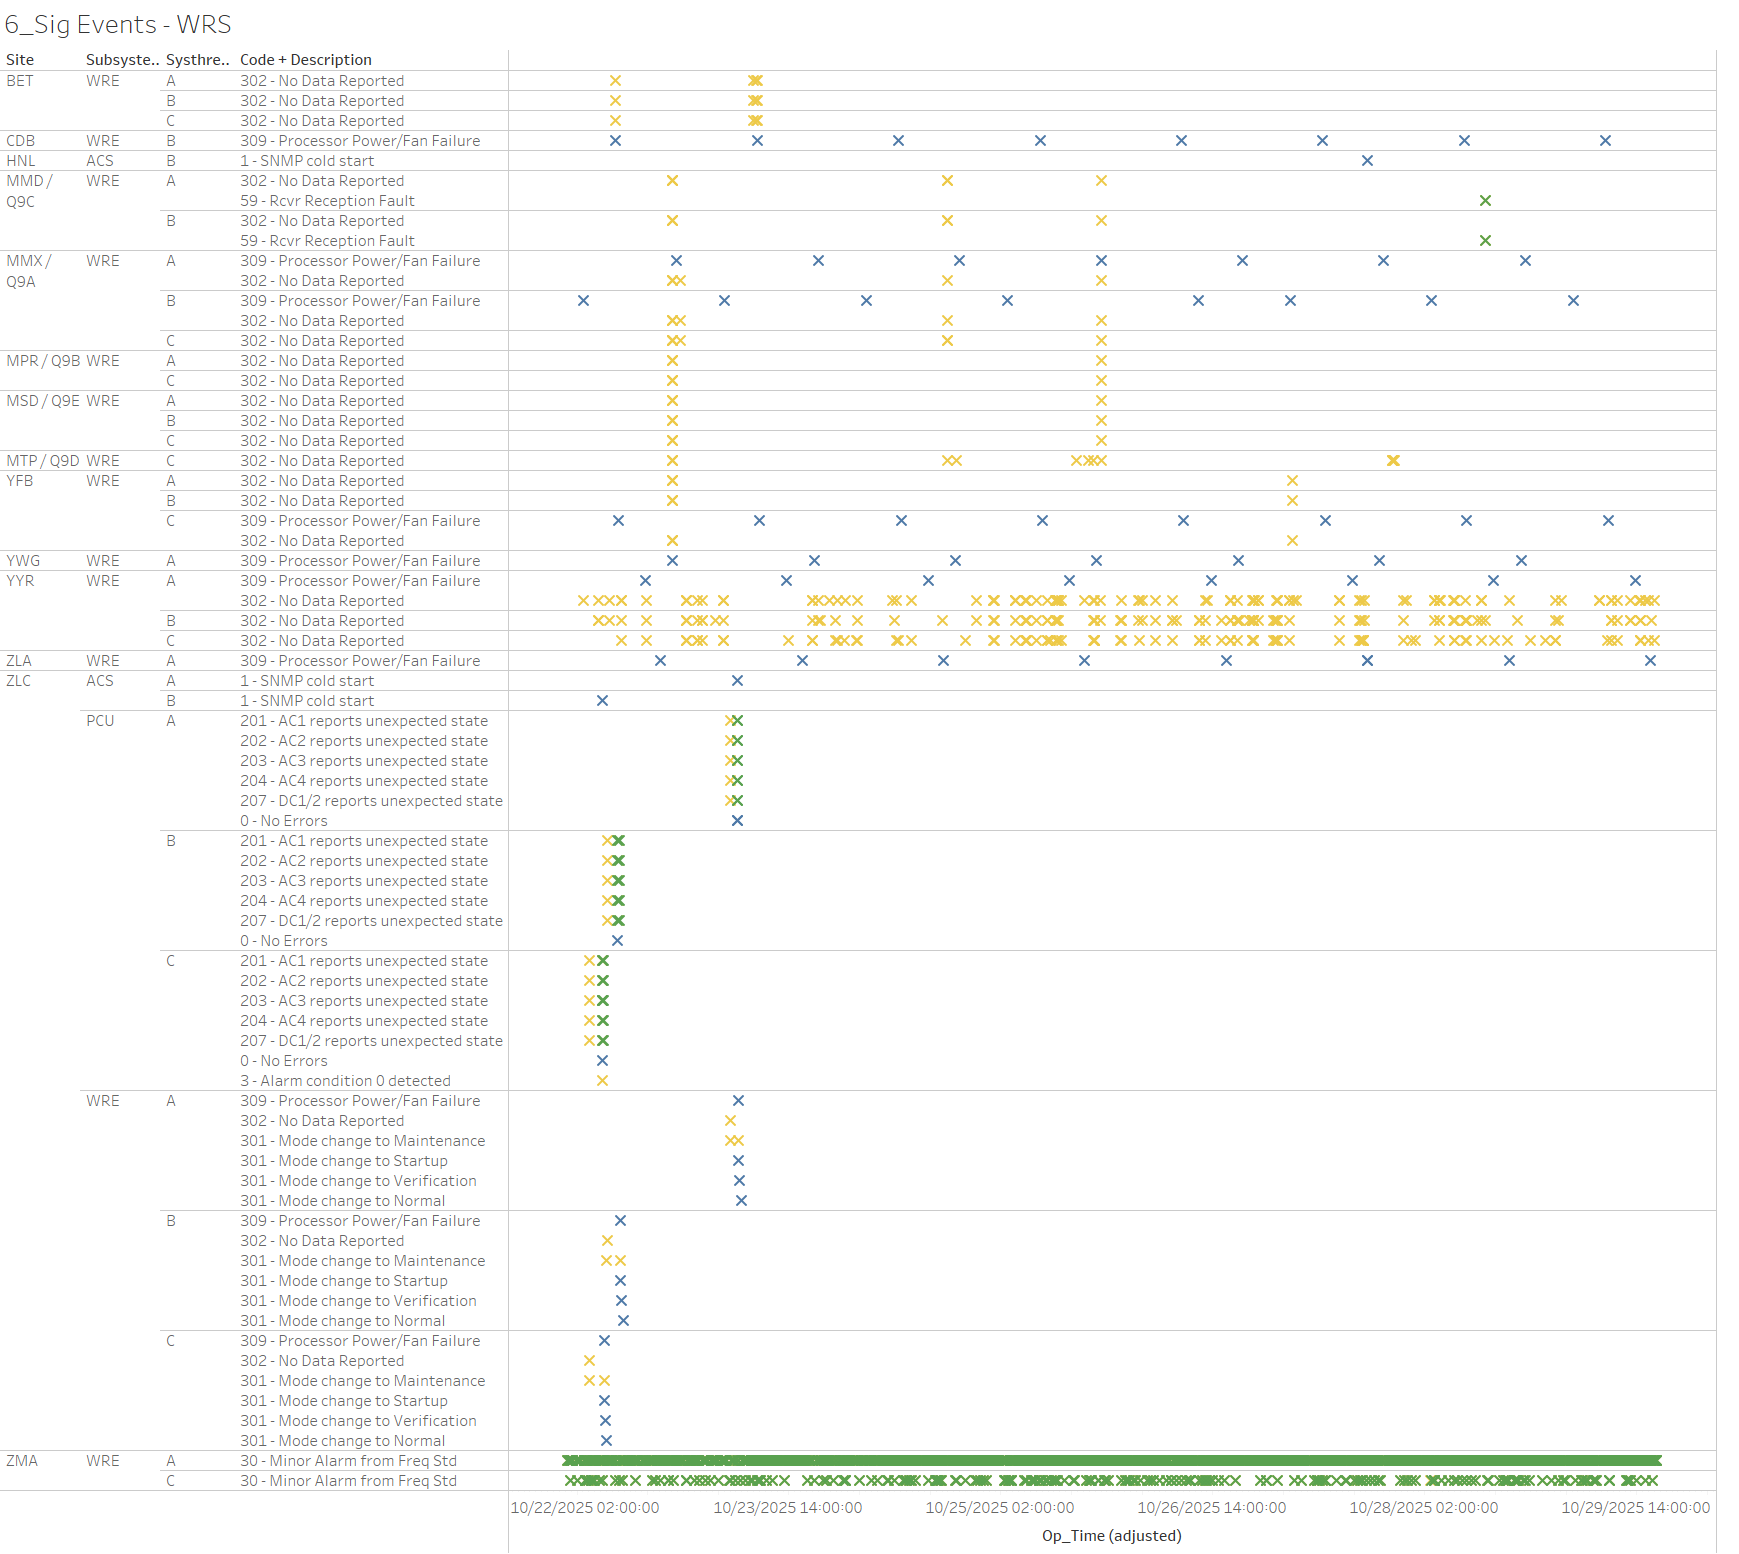 6_Sig Events - WRS
Site Subsyste.. Systhre.. Code + Description
BET WRE A 302 - No Data Reported
B 302 - No Data Reported
C 302 - No Data Reported
CDB WRE B 309 - Processor Power/Fan Failure
HNL ACS B 1 - SNMP cold start
MMD / WRE A 302 - No Data Reported
Q9C 59 - Rcvr Reception Fault
B 302 - No Data Reported
59 - Rcvr Reception Fault
MMX / WRE A 309 - Processor Power/Fan Failure
Q9A 302 - No Data Reported
B 309 - Processor Power/Fan Failure
302 - No Data Reported
C 302 - No Data Reported
MPR / Q9B WRE A 302 - No Data Reported
C 302 - No Data Reported
MSD / Q9E WRE A 302 - No Data Reported
B 302 - No Data Reported
C 302 - No Data Reported
MTP / Q9D WRE C 302 - No Data Reported
YFB WRE A 302 - No Data Reported
B 302 - No Data Reported
C 309 - Processor Power/Fan Failure
302 - No Data Reported
YWG WRE A 309 - Processor Power/Fan Failure
YYR WRE A 309 - Processor Power/Fan Failure
302 - No Data Reported
B 302 - No Data Reported
C 302 - No Data Reported
ZLA WRE A 309 - Processor Power/Fan Failure
ZLC ACS A 1 - SNMP cold start
B 1 - SNMP cold start
PCU A 201 - AC1 reports unexpected state
202 - AC2 reports unexpected state
203 - AC3 reports unexpected state
204 - AC4 reports unexpected state
207 - DC1/2 reports unexpected state
0 - No Errors
B 201 - AC1 reports unexpected state
202 - AC2 reports unexpected state
203 - AC3 reports unexpected state
204 - AC4 reports unexpected state
207 - DC1/2 reports unexpected state
0 - No Errors
C 201 - AC1 reports unexpected state
202 - AC2 reports unexpected state
203 - AC3 reports unexpected state
204 - AC4 reports unexpected state
207 - DC1/2 reports unexpected state
0 - No Errors
3 - Alarm condition 0 detected
WRE A 309 - Processor Power/Fan Failure
302 - No Data Reported
301 - Mode change to Maintenance
301 - Mode change to Startup
301 - Mode change to Verification
301 - Mode change to Normal
B 309 - Processor Power/Fan Failure
302 - No Data Reported
301 - Mode change to Maintenance
301 - Mode change to Startup
301 - Mode change to Verification
301 - Mode change to Normal
C 309 - Processor Power/Fan Failure
302 - No Data Reported
301 - Mode change to Maintenance
301 - Mode change to Startup
301 - Mode change to Verification
301 - Mode change to Normal
ZMA WRE A 30 - Minor Alarm from Freq Std
C 30 - Minor Alarm from Freq Std
10/22/2025 02:00:00 10/23/2025 14:00:00 10/25/2025 02:00:00 10/26/2025 14:00:00 10/28/2025 02:00:00 10/29/2025 14:00:00
Op_Time (adjusted)